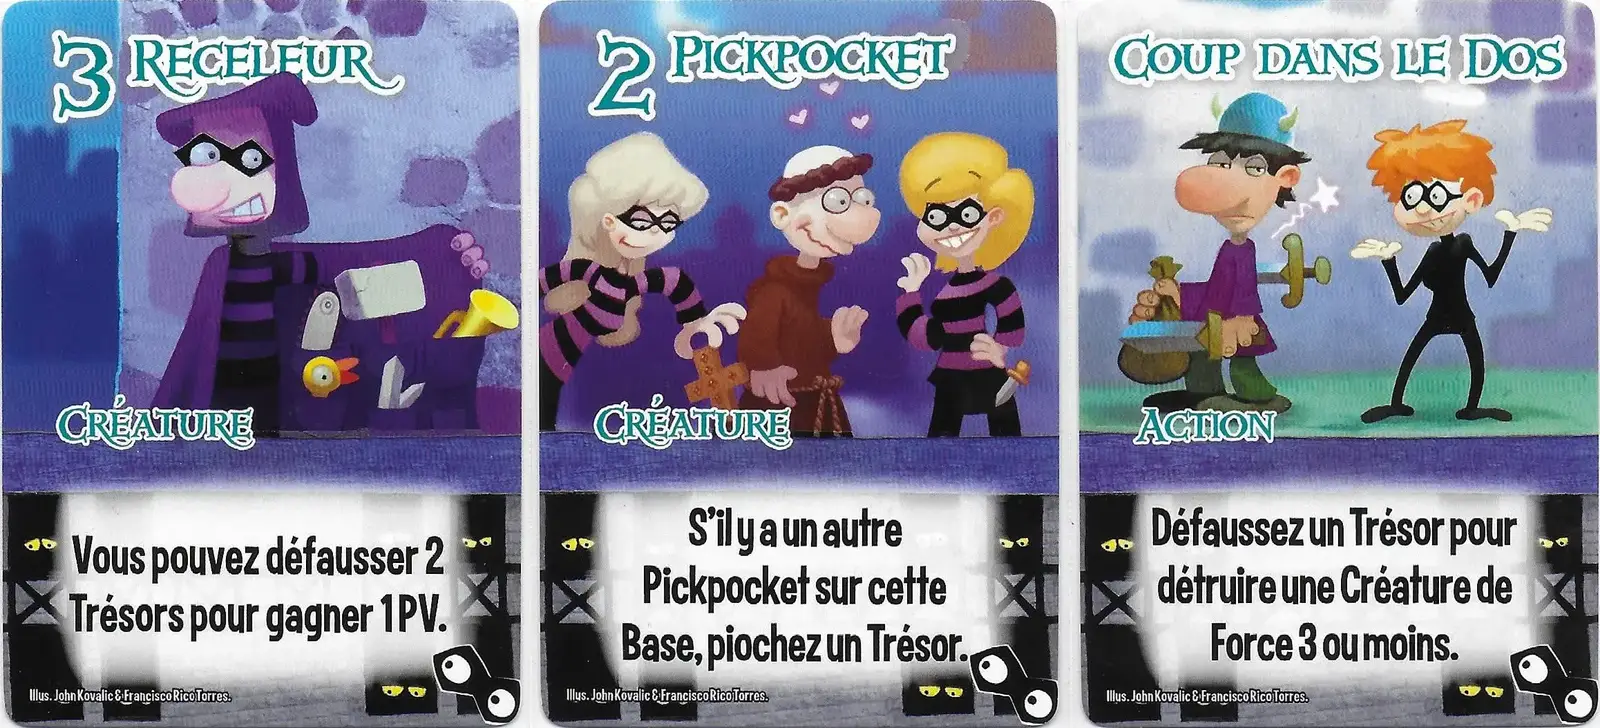 3 Receleur
Créature
Vous pouvez défausser 2
Trésors pour gagner 1 PV.
Illus. John Kovalic & Francisco Rico Torres.
2 Pickpocket
Créature
S'il y a un autre
Pickpocket sur cette
Base, piochez un Trésor.
Illus. John Kovalic & Francisco Rico Torres.
Coup dans le Dos
Action
Défaussez un Trésor pour
détruire une Créature de
Force 3 ou moins.
Illus. John Kovalic & Francisco Rico Torres.